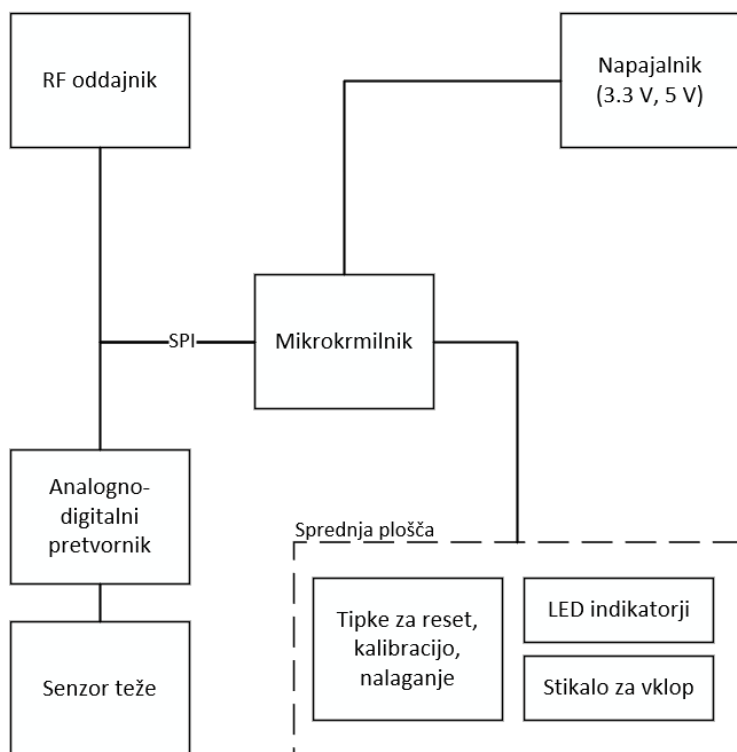 RF oddajnik
Napajalnik
(3.3 V, 5 V)
SPI
Mikrokrmilnik
Analogno-
digitalni
pretvornik
Senzor teže
Sprednja plošča
Tipke za reset,
kalibracijo,
nalaganje
LED indikatorji
Stikalo za vklop